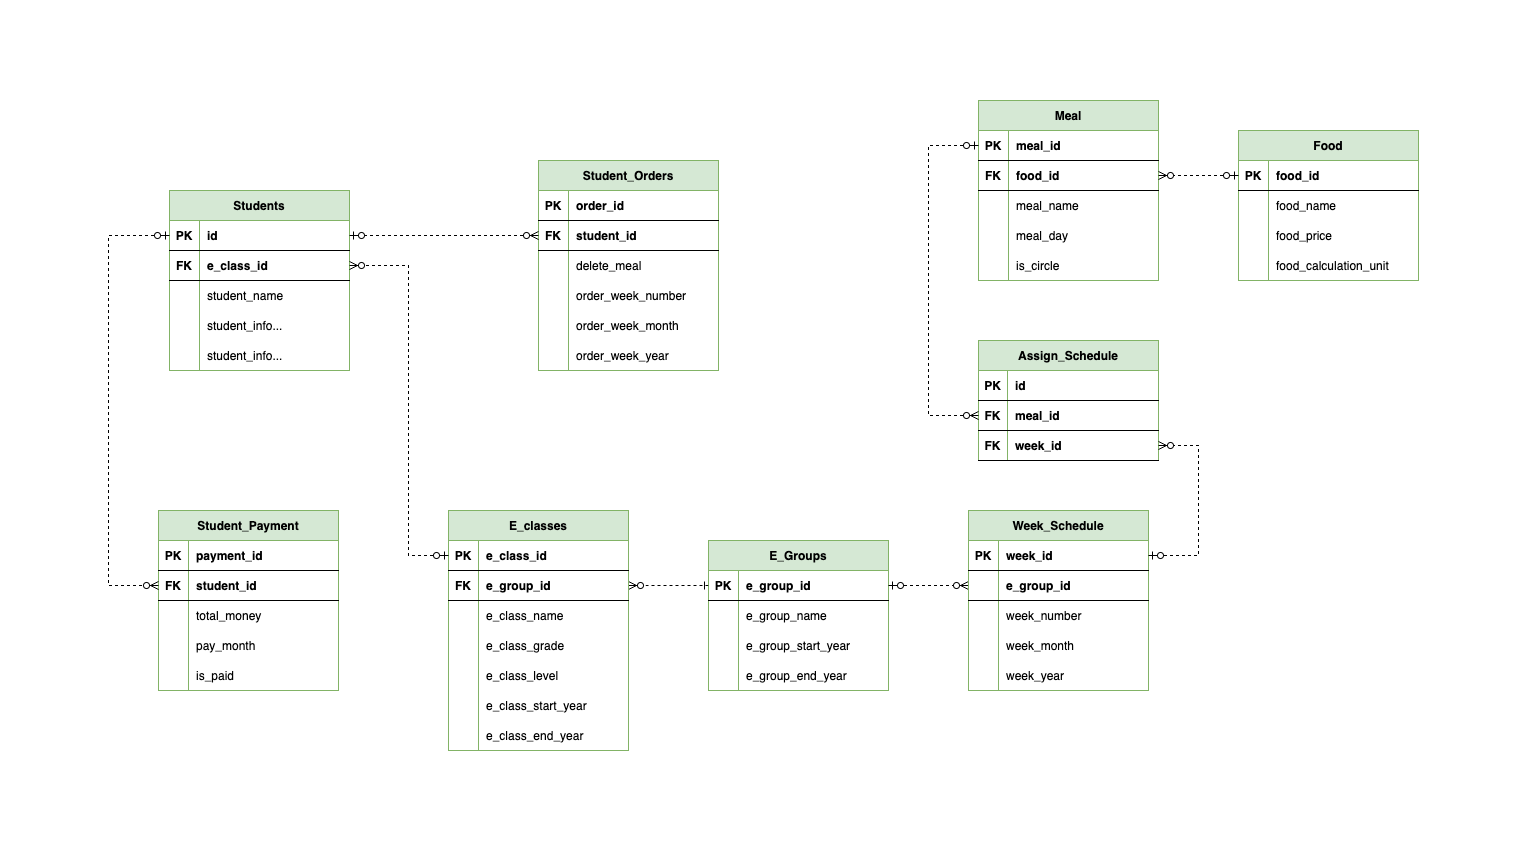 Meal
PK meal_id
FK food_id
meal_name
meal_day
is_circle
Food
PK food_id
food_name
food_price
food_calculation_unit
Student_Orders
PK order_id
FK student_id
delete_meal
order_week_number
order_week_month
order_week_year
Students
PK id
FK e_class_id
student_name
student_info...
student_info...
Assign_Schedule
PK id
FK meal_id
FK week_id
Student_Payment
PK payment_id
FK student_id
total_money
pay_month
is_paid
E_classes
PK e_class_id
FK e_group_id
e_class_name
e_class_grade
e_class_level
e_class_start_year
e_class_end_year
E_Groups
PK e_group_id
e_group_name
e_group_start_year
e_group_end_year
Week_Schedule
PK week_id
e_group_id
week_number
week_month
week_year